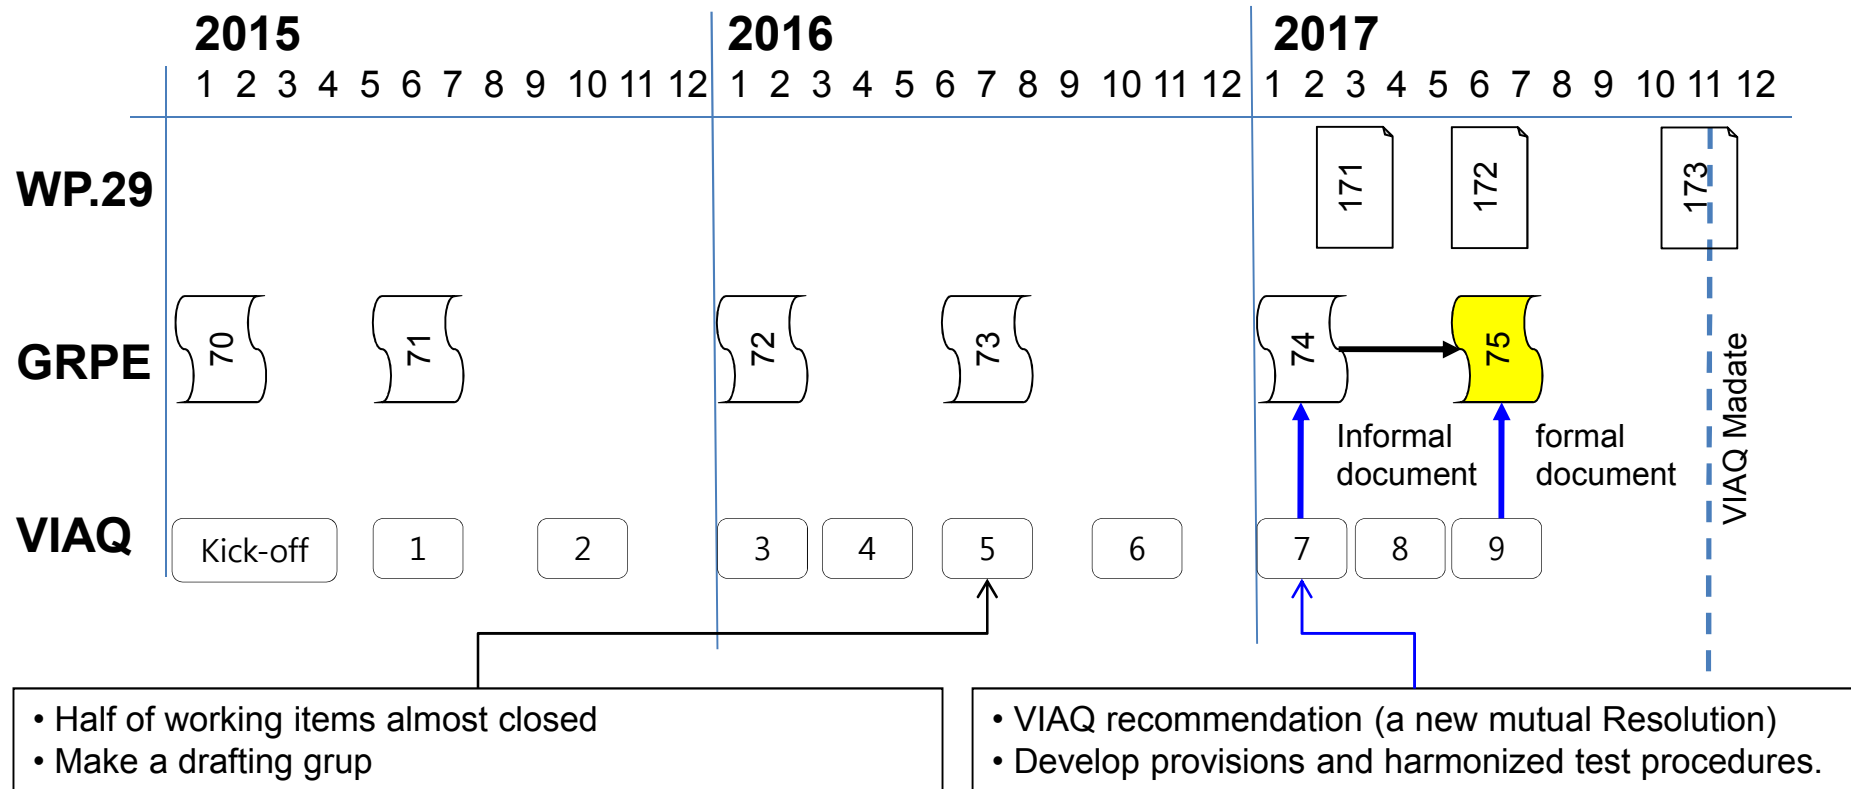 2015 2016 2017
1 2 3 4 5 6 7 8 9 10 11 12 1 2 3 4 5 6 7 8 9 10 11 12 1 2 3 4 5 6 7 8 9 10 11 12
WP.29 171 172 173
GRPE 70 71 72 73 74 75
Informal
document
formal
document
VIAQ Madate
VIAQ Kick-off 1 2 3 4 5 6 7 8 9
• Half of working items almost closed
• Make a drafting grup
• VIAQ recommendation (a new mutual Resolution)
• Develop provisions and harmonized test procedures.